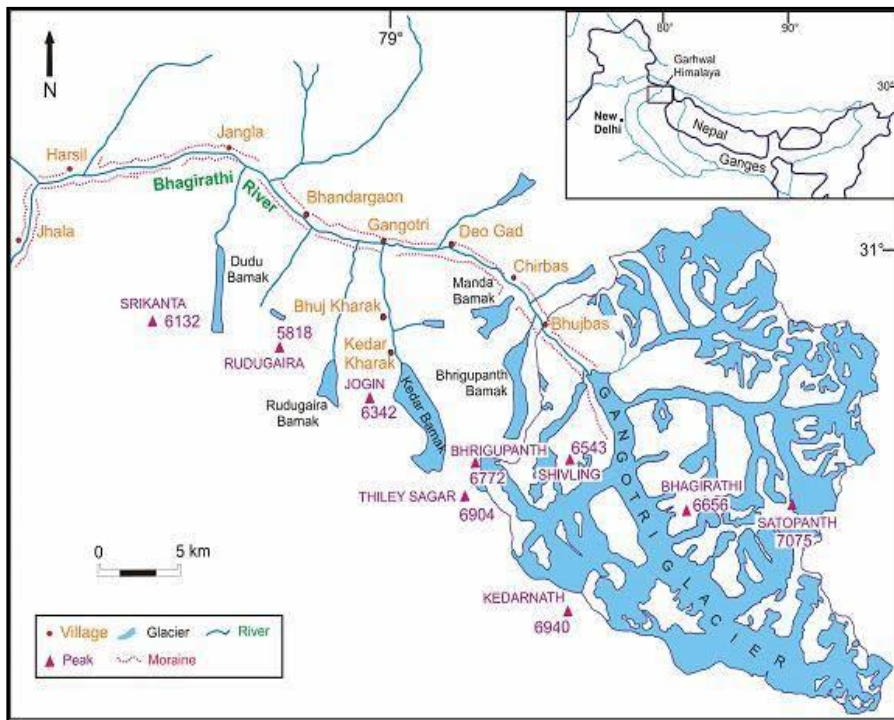 79°
80°
90°
Garhwal
Himalaya
30°
New
Delhi
Nepal
Ganges
N
Jangla
Harsil
Bhagirathi
River
Bhandargaon
Jhala
Gangotri
Deo Gad
31°
Dudu
Bamak
Chirbas
Manda
Bamak
SRIKANTA
6132
Bhuj Kharak
Bhujbas
5818
RUDUGAIRA
Kedar
Kharak
Bhrigupanth
Bamak
JOGIN
6342
Rudugaira
Bamak
Kedar Bamak
GANGOTRI GLACIER
BHRIGUPANTH
6772
6543
SHIVLING
THILEY SAGAR
6904
BHAGIRATHI
6656
SATOPANTH
7075
0 5 km
KEDARNATH
6940
Village Glacier River
Peak Moraine